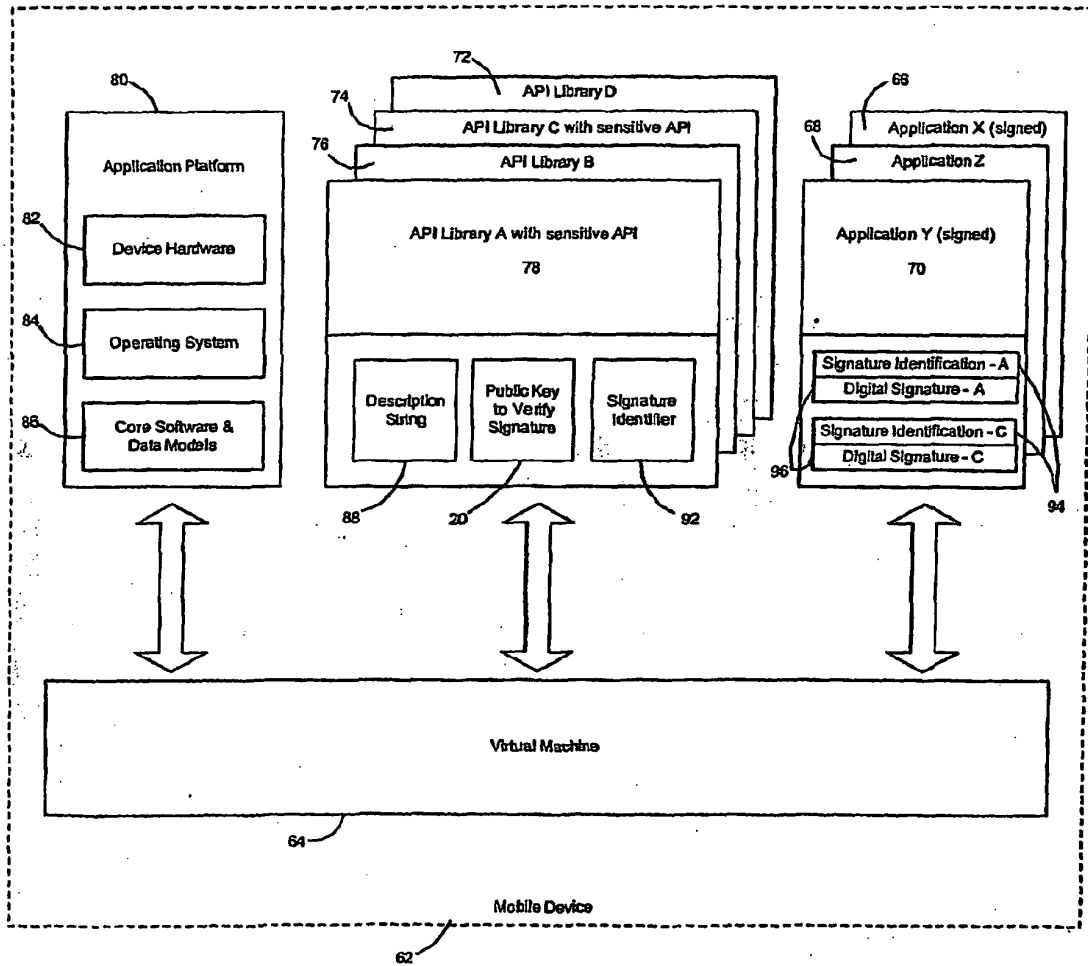 72
80
74
API Library D
66
API Library C with sensitive API
Application X (signed)
76
68
API Library B
Application Z
Application Platform
82
Device Hardware
API Library A with sensitive API
78
Application Y (signed)
70
84
Operating System
86
Core Software &
Data Models
Description
String
Public Key
to Verify
Signature
Signature
Identifier
Signature Identification - A
Digital Signature - A
Signature Identification - C
Digital Signature - C
96
94
88
20
92
Virtual Machine
64
Mobile Device
62